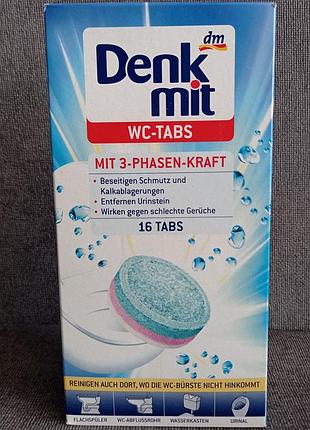 dm
Denk
mit
WC-TABS
MIT 3-PHASEN-KRAFT
• Beseitigen Schmutz und
Kalkablagerungen
• Entfernen Urinstein
• Wirken gegen schlechte Gerüche
16 TABS
REINIGEN AUCH DORT, WO DIE WC-BÜRSTE NICHT HINKOMMT
FLACHSPÜLER WC-ABFLUSSROHR WASSERKASTEN URINAL